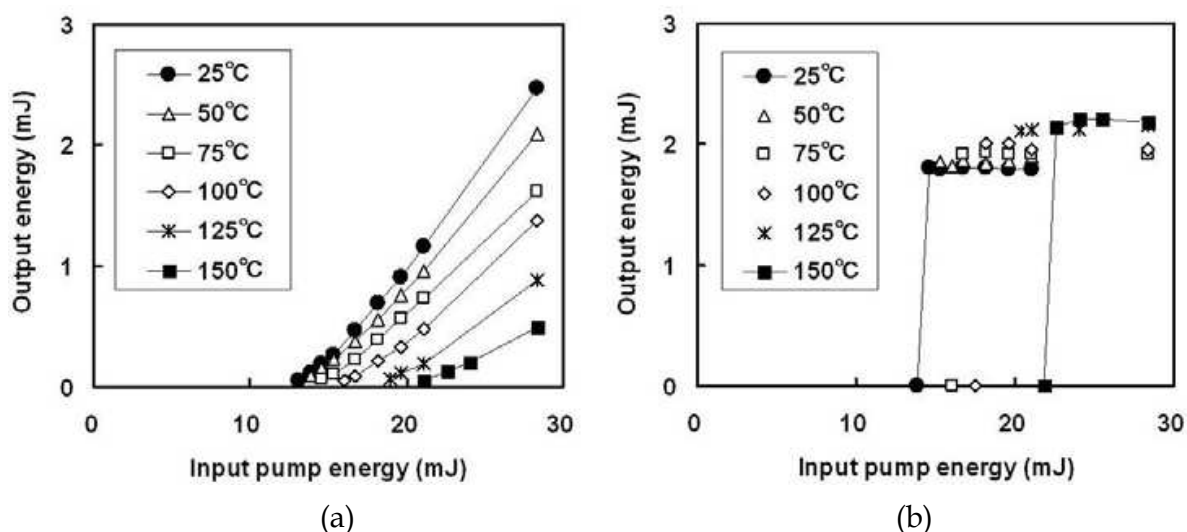 3
2
1
0
Output energy (mJ)
25°C
50°C
75°C
100°C
125°C
150°C
0
10
20
30
Input pump energy (mJ)
(a)
3
2
1
0
Output energy (mJ)
25°C
50°C
75°C
100°C
125°C
150°C
0
10
20
30
Input pump energy (mJ)
(b)